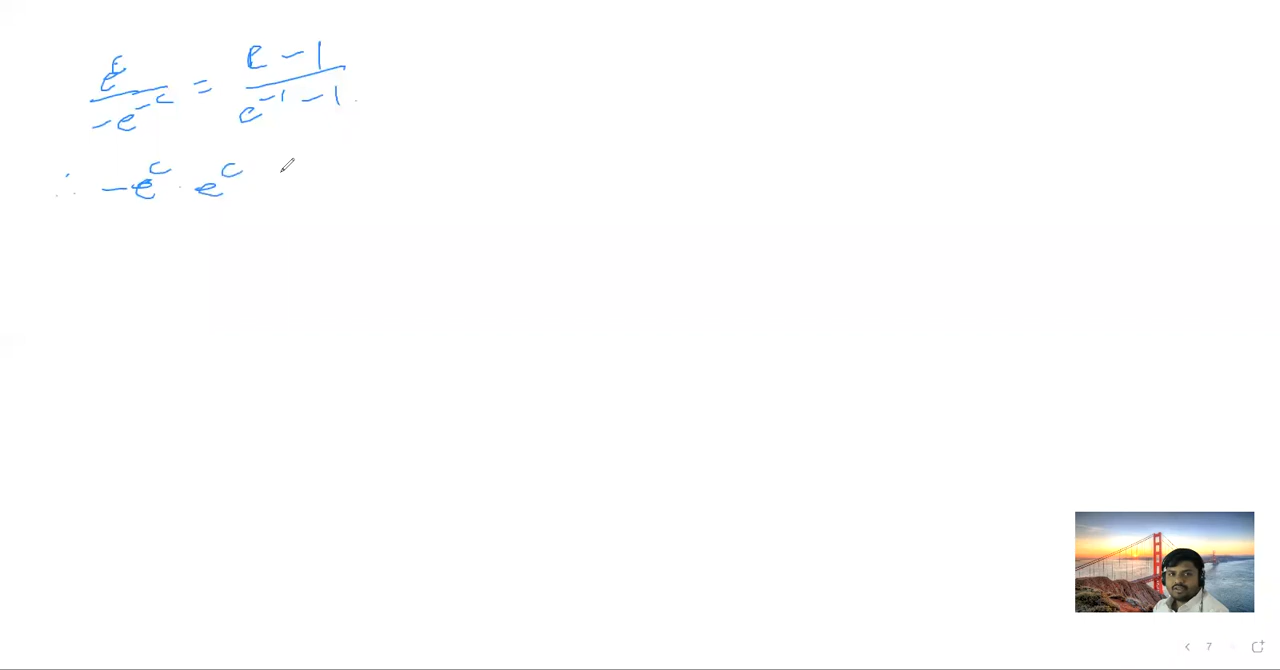 e^c / -e^-c = e - 1 / e^-1 - 1
∴ -e^c · e^c
7